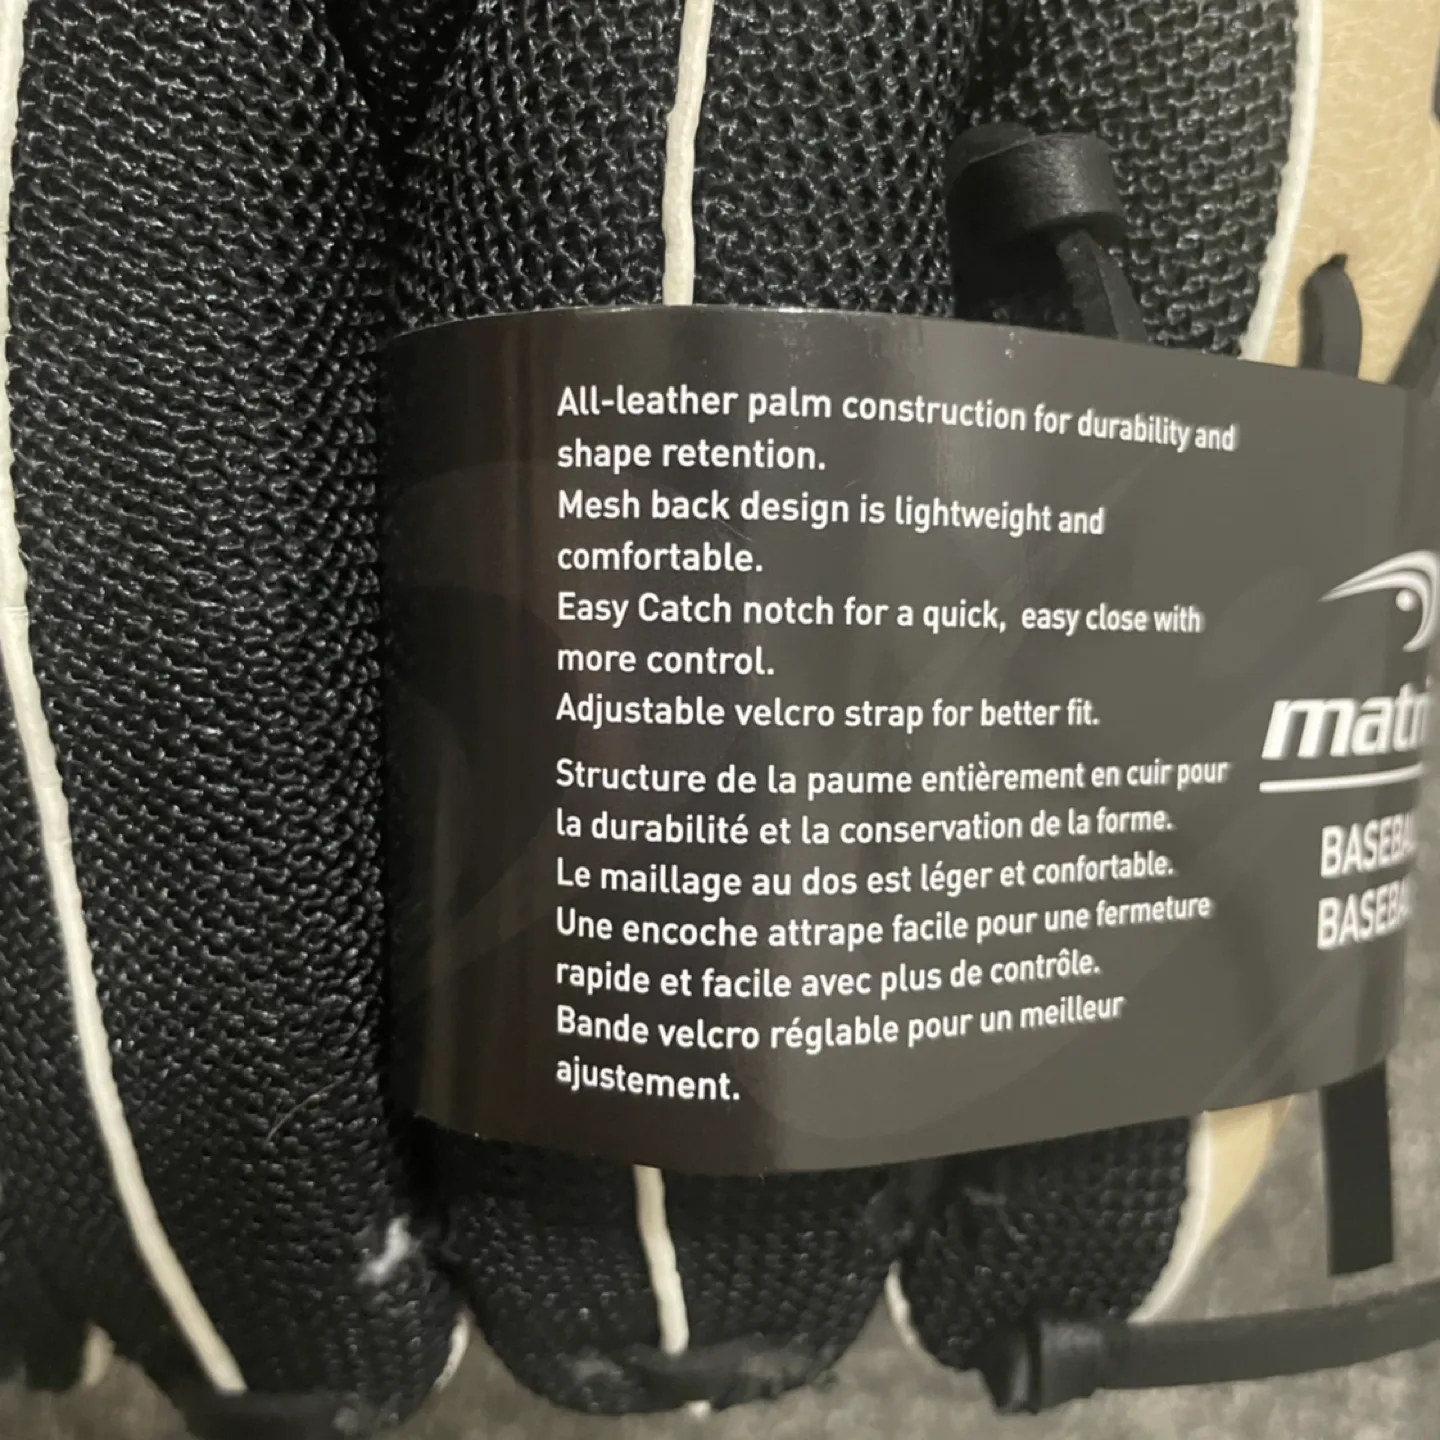 All-leather palm construction for durability and
shape retention.
Mesh back design is lightweight and
comfortable.
Easy Catch notch for a quick, easy close with
more control.
Adjustable velcro strap for better fit.
Structure de la paume entièrement en cuir pour
la durabilité et la conservation de la forme.
Le maillage au dos est léger et confortable.
Une encoche attrape facile pour une fermeture
rapide et facile avec plus de contrôle.
Bande velcro réglable pour un meilleur
ajustement.